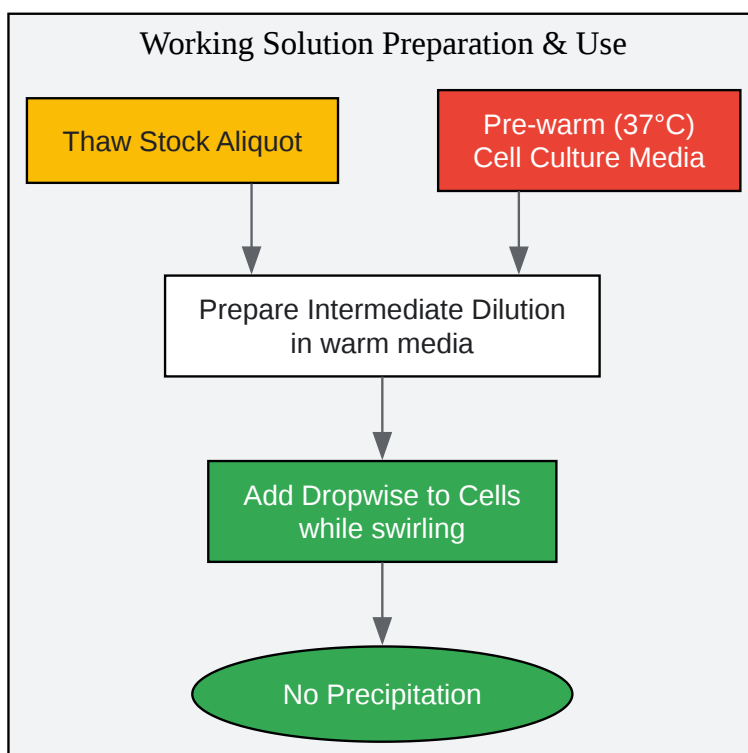 Working Solution Preparation & Use
Thaw Stock Aliquot
Pre-warm (37°C)
Cell Culture Media
Prepare Intermediate Dilution
in warm media
Add Dropwise to Cells
while swirling
No Precipitation